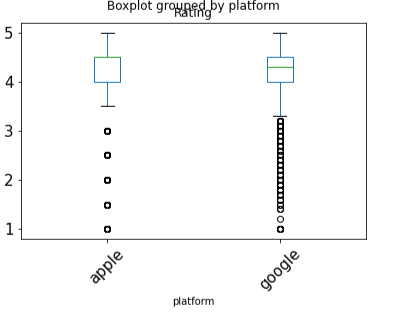 Boxplot grouped by platform
Rating
5
4
3
2
1
apple
google
platform